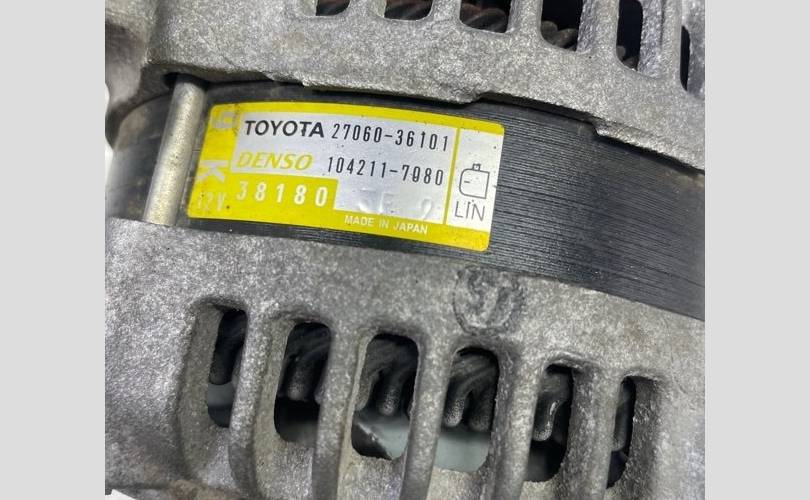 TOYOTA 27060-36101
DENSO 104211-7080
12V 38180
LIN
MADE IN JAPAN
K